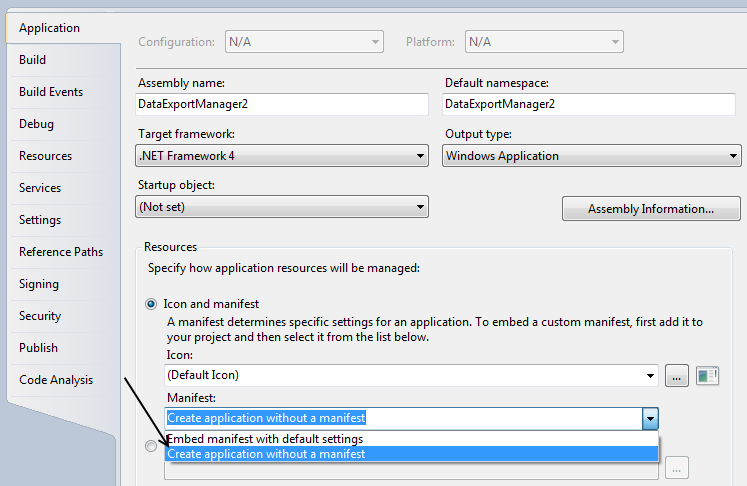 Application
Build
Build Events
Debug
Resources
Services
Settings
Reference Paths
Signing
Security
Publish
Code Analysis
Configuration: N/A Platform: N/A
Assembly name: Default namespace:
DataExportManager2 DataExportManager2
Target framework: Output type:
.NET Framework 4 Windows Application
Startup object:
(Not set) Assembly Information...
Resources
Specify how application resources will be managed:
Icon and manifest
A manifest determines specific settings for an application. To embed a custom manifest, first add it to
your project and then select it from the list below.
Icon:
(Default Icon) ...
Manifest:
Create application without a manifest
Embed manifest with default settings
Create application without a manifest
...